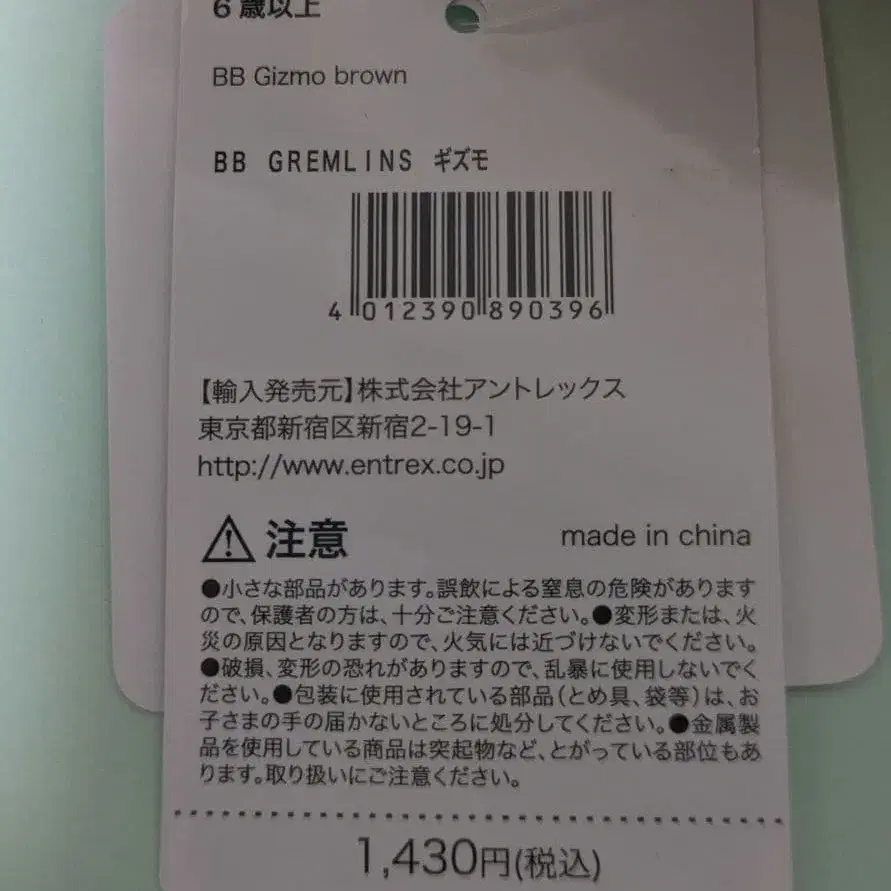 6歳以上
BB Gizmo brown
BB GREMLINS ギズモ
4 012390 890396
【輸入発売元】株式会社アントレックス
東京都新宿区新宿2-19-1
http://www.entrex.co.jp
注意
made in china
●小さな部品があります。誤飲による窒息の危険があります
ので、保護者の方は、十分ご注意ください。●変形または、火
災の原因となりますので、火気には近づけないでください。
●破損、変形の恐れがありますので、乱暴に使用しないでく
ださい。●包装に使用されている部品(とめ具、袋等)は、お
子さまの手の届かないところに処分してください。●金属製
品を使用している商品は突起物など、とがっている部位もあ
ります。取り扱いにご注意ください。
1,430円(税込)